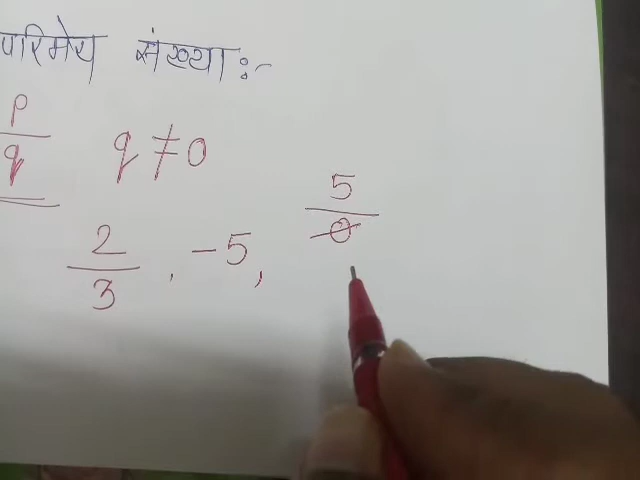 परिमेय संख्या :-
p/q q ≠ 0
2/3 , -5, 5/0